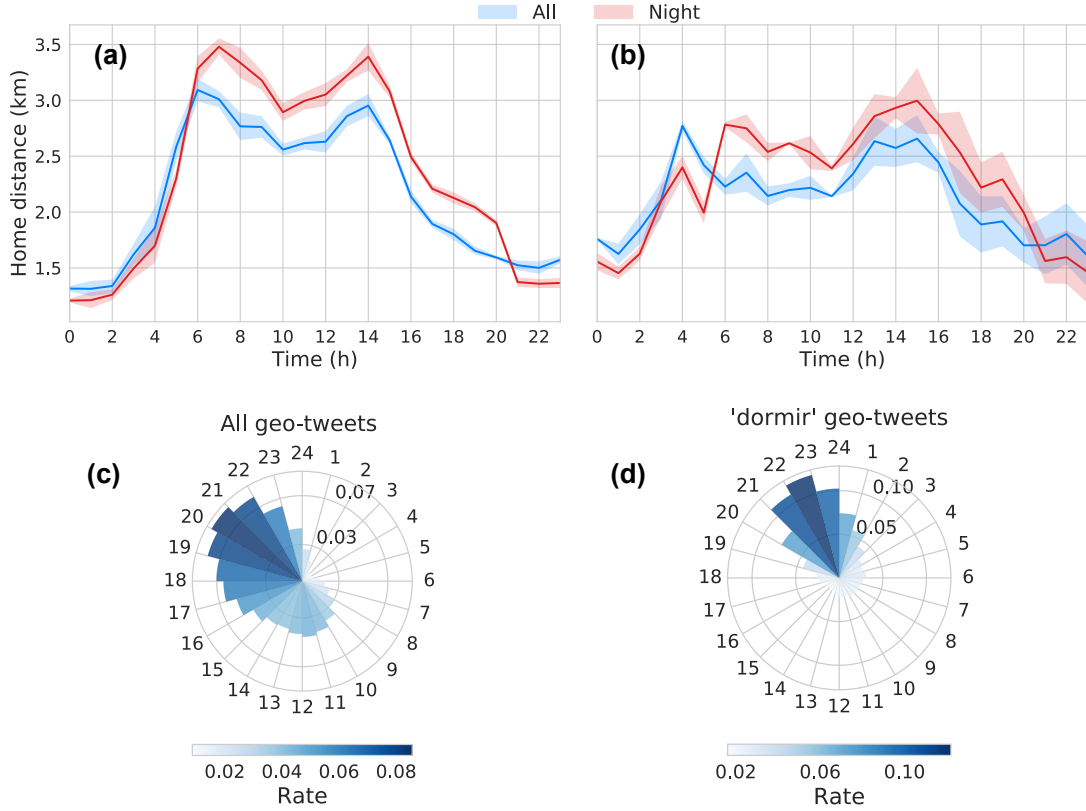 All Night
(a)
(b)
Home distance (km)
3.5
3.0
2.5
2.0
1.5
0 2 4 6 8 10 12 14 16 18 20 22
Time (h)
0 2 4 6 8 10 12 14 16 18 20 22
Time (h)
All geo-tweets
(c)
24 1 2 3 4 5 6 7 8 9 10 11 12 13 14 15 16 17 18 19 20 21 22 23
0.07
0.03
0.02 0.04 0.06 0.08
Rate
'dormir' geo-tweets
(d)
24 1 2 3 4 5 6 7 8 9 10 11 12 13 14 15 16 17 18 19 20 21 22 23
0.10
0.05
0.02 0.06 0.10
Rate